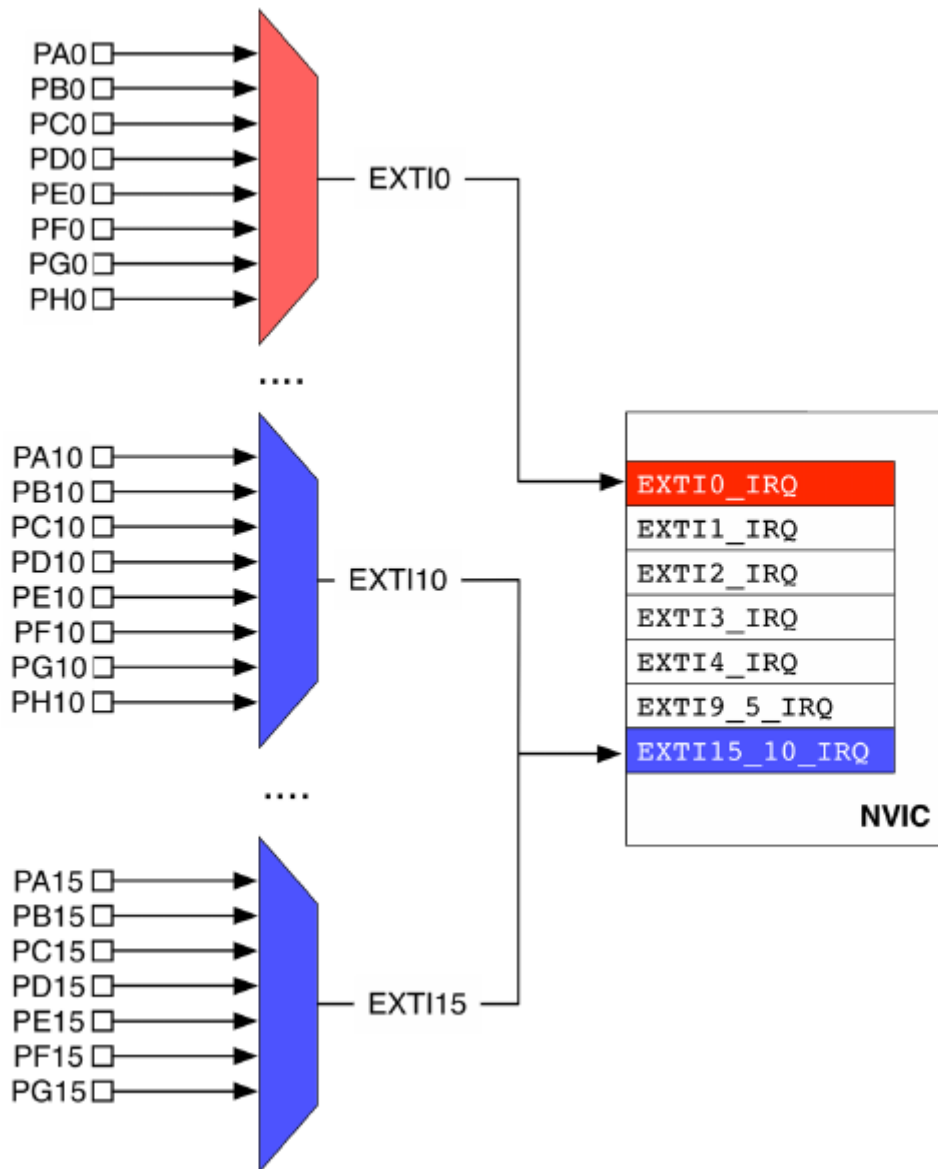 PA0
PB0
PC0
PD0
PE0
PF0
PG0
PH0
EXTI0
....
PA10
PB10
PC10
PD10
PE10
PF10
PG10
PH10
EXTI10
....
PA15
PB15
PC15
PD15
PE15
PF15
PG15
EXTI15
EXTI0_IRQ
EXTI1_IRQ
EXTI2_IRQ
EXTI3_IRQ
EXTI4_IRQ
EXTI9_5_IRQ
EXTI15_10_IRQ
NVIC